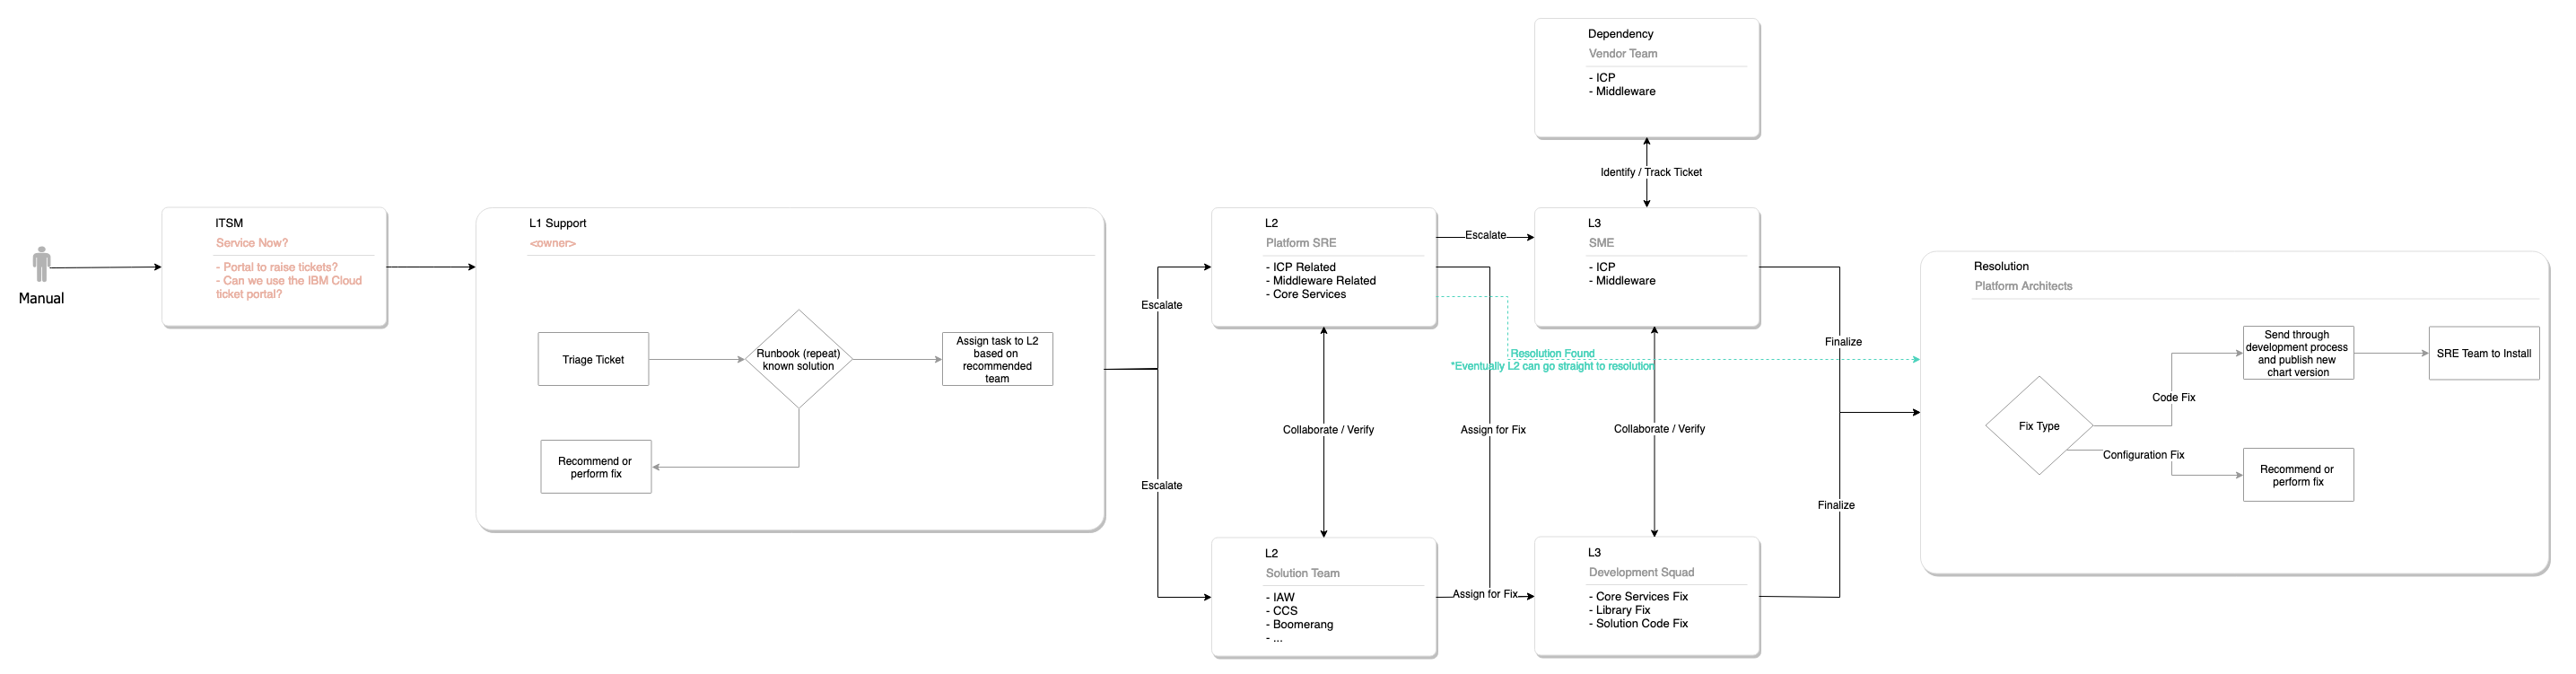 Manual
ITSM
Service Now?
- Portal to raise tickets?
- Can we use the IBM Cloud
ticket portal?
L1 Support
<owner>
Triage Ticket
Runbook (repeat)
known solution
Assign task to L2
based on
recommended
team
Recommend or
perform fix
Escalate
Escalate
L2
Platform SRE
- ICP Related
- Middleware Related
- Core Services
Collaborate / Verify
L2
Solution Team
- IAW
- CCS
- Boomerang
- ...
Escalate
Resolution Found
*Eventually L2 can go straight to resolution
Assign for Fix
Assign for Fix
Dependency
Vendor Team
- ICP
- Middleware
Identify / Track Ticket
L3
SME
- ICP
- Middleware
Collaborate / Verify
L3
Development Squad
- Core Services Fix
- Library Fix
- Solution Code Fix
Finalize
Finalize
Resolution
Platform Architects
Fix Type
Code Fix
Configuration Fix
Send through
development process
and publish new
chart version
SRE Team to Install
Recommend or
perform fix